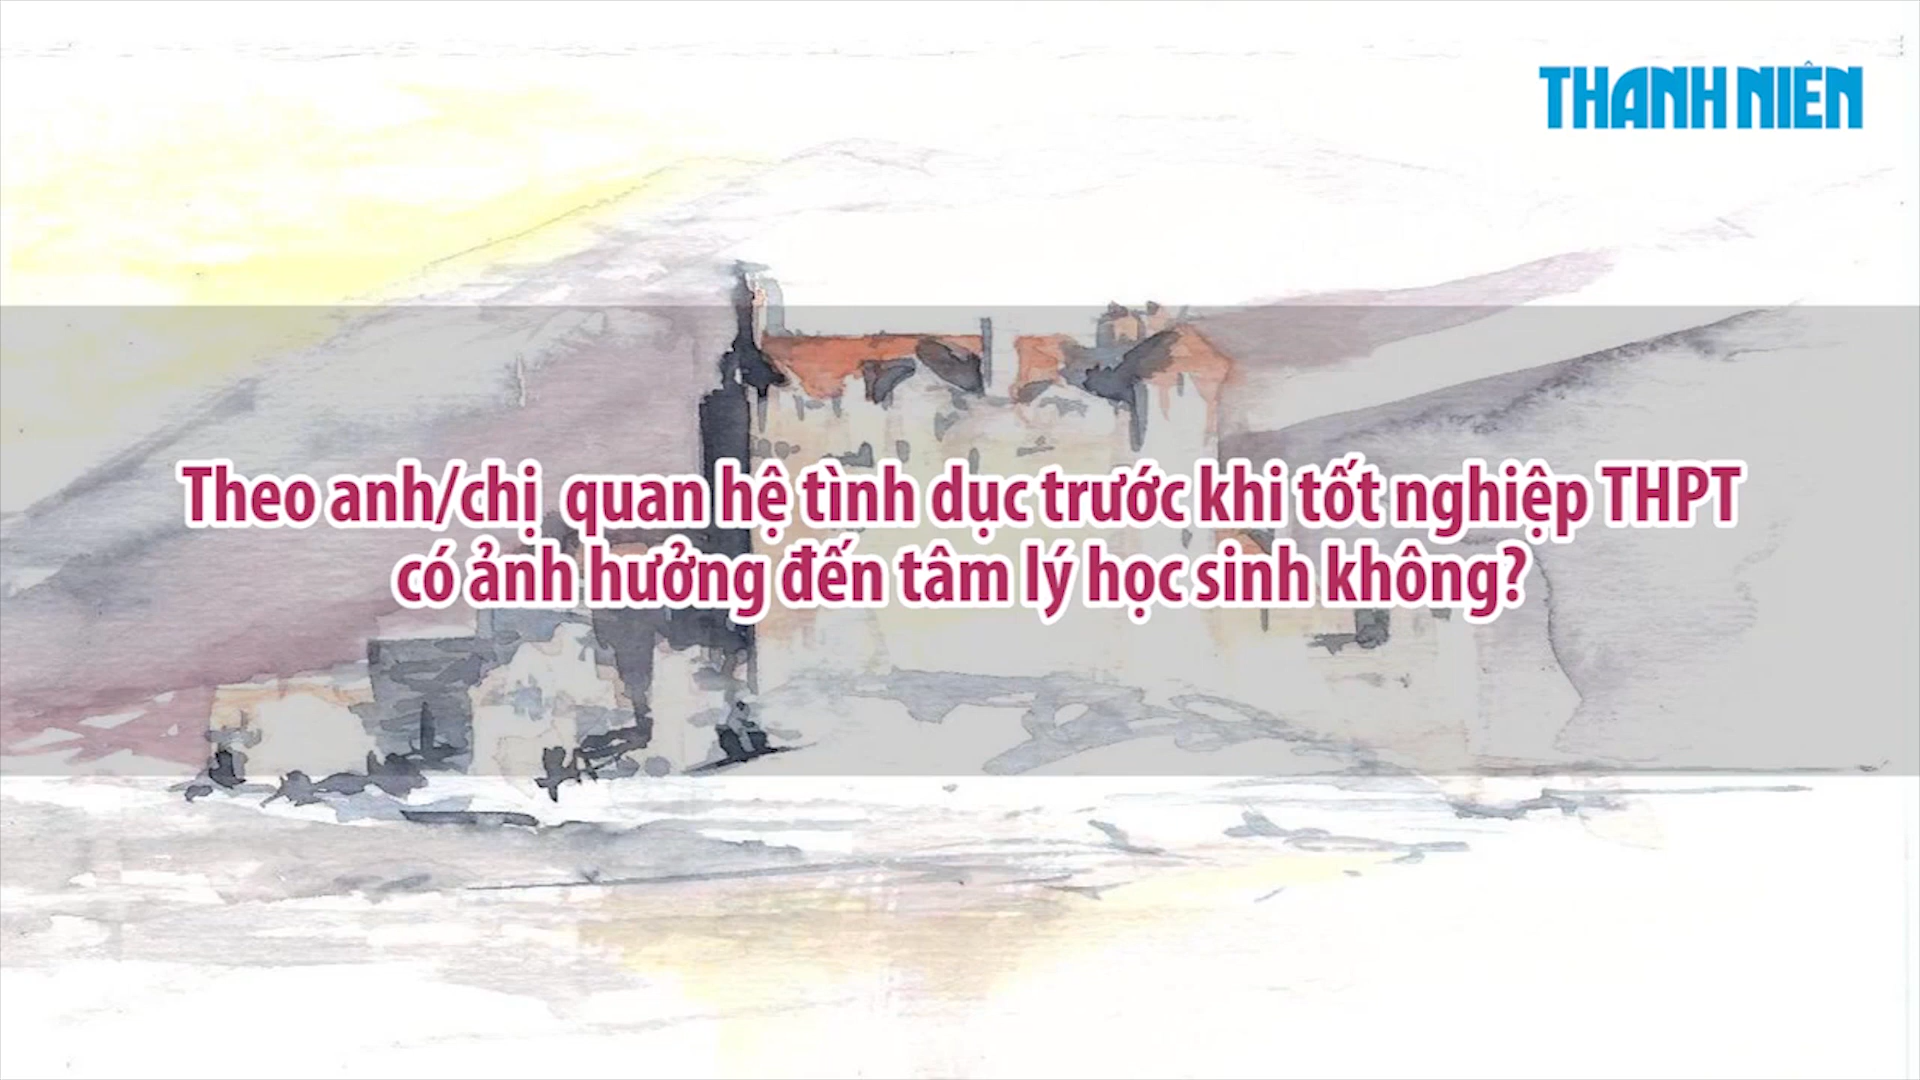 THANH NIÊN
Theo anh/chị quan hệ tình dục trước khi tốt nghiệp THPT
có ảnh hưởng đến tâm lý học sinh không?